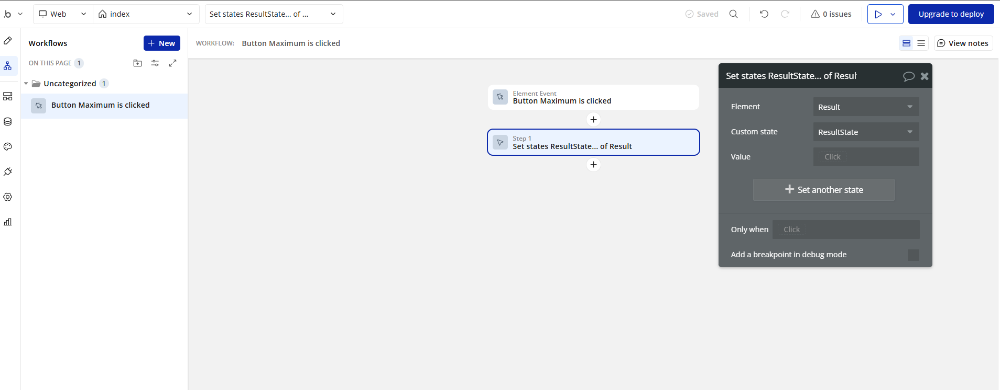 .b
Web
index
Set states ResultState... of ...
Saved
0 issues
Upgrade to deploy
Workflows
New
WORKFLOW: Button Maximum is clicked
View notes
ON THIS PAGE 1
Uncategorized 1
Button Maximum is clicked
Element Event
Button Maximum is clicked
Step 1
Set states ResultState... of Result
Set states ResultState... of Resul
Element Result
Custom state ResultState
Value Click
Set another state
Only when Click
Add a breakpoint in debug mode